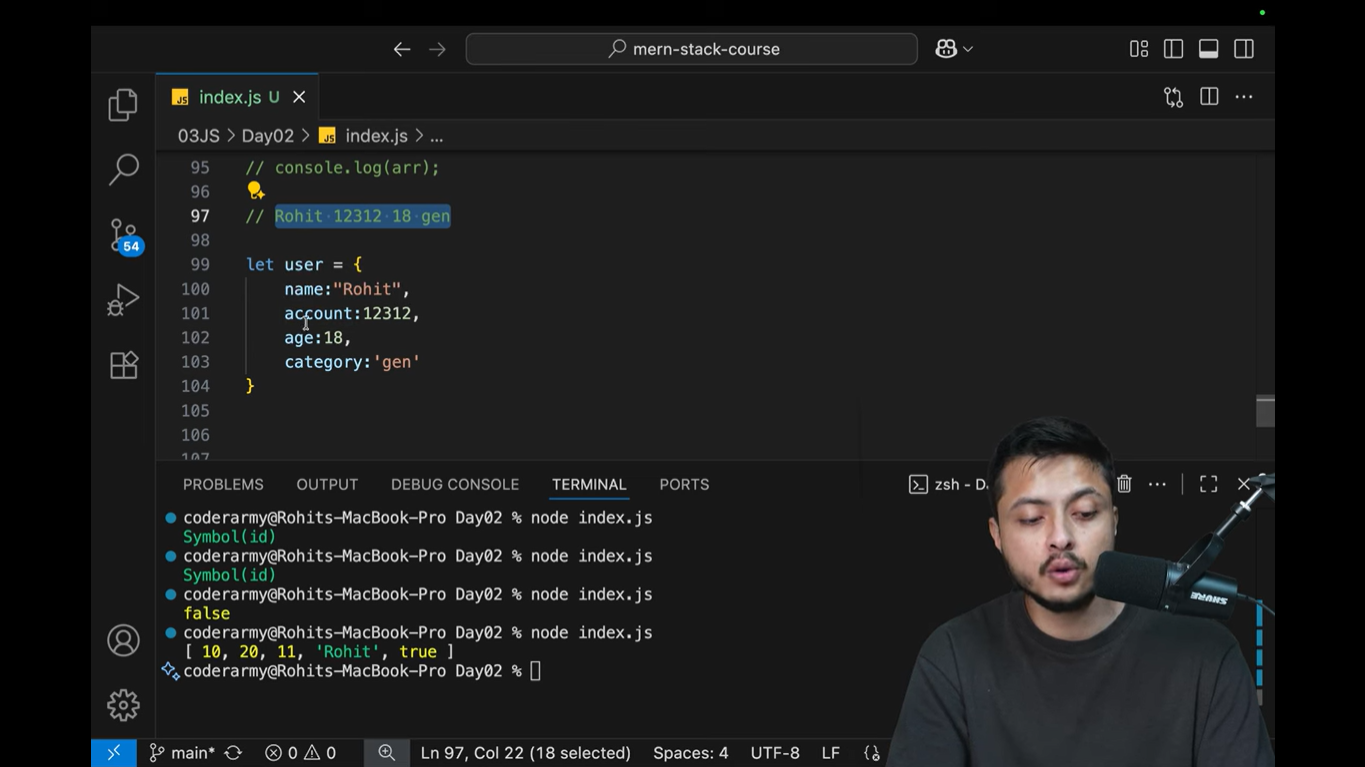 mern-stack-course
JS index.js U
03JS > Day02 > JS index.js > ...
95 // console.log(arr);
96
97 // Rohit 12312 18 gen
98
99 let user = {
100 name:"Rohit",
101 account:12312,
102 age:18,
103 category:'gen'
104 }
105
106
107
PROBLEMS OUTPUT DEBUG CONSOLE TERMINAL PORTS zsh - D
coderarmy@Rohits-MacBook-Pro Day02 % node index.js
Symbol(id)
coderarmy@Rohits-MacBook-Pro Day02 % node index.js
Symbol(id)
coderarmy@Rohits-MacBook-Pro Day02 % node index.js
false
coderarmy@Rohits-MacBook-Pro Day02 % node index.js
[ 10, 20, 11, 'Rohit', true ]
coderarmy@Rohits-MacBook-Pro Day02 %
54
SHURE
main* 0 0 Ln 97, Col 22 (18 selected) Spaces: 4 UTF-8 LF {}